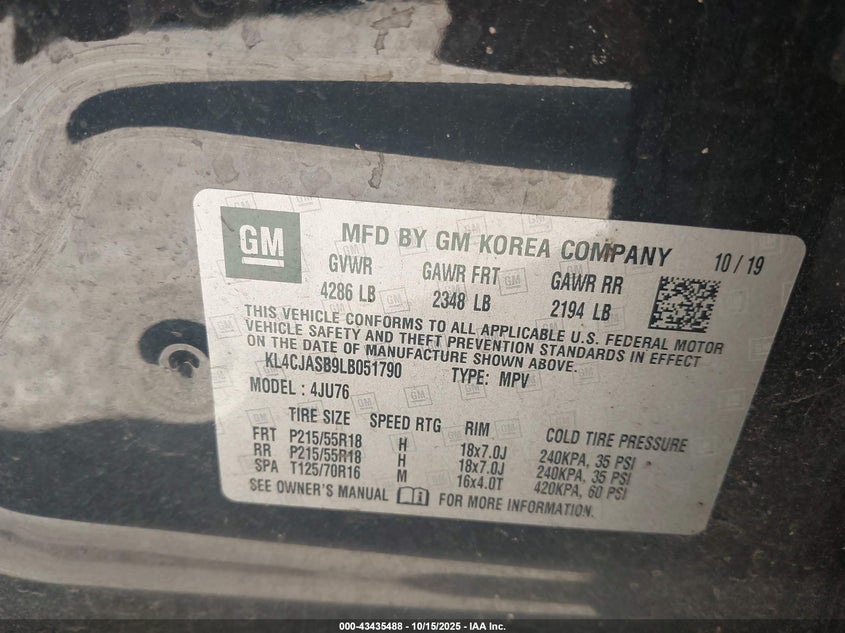 GM
MFD BY GM KOREA COMPANY 10 / 19
GVWR GAWR FRT GAWR RR
4286 LB 2348 LB 2194 LB
THIS VEHICLE CONFORMS TO ALL APPLICABLE U.S. FEDERAL MOTOR
VEHICLE SAFETY AND THEFT PREVENTION STANDARDS IN EFFECT
ON THE DATE OF MANUFACTURE SHOWN ABOVE.
KL4CJASB9LB051790 TYPE: MPV
MODEL : 4JU76
TIRE SIZE SPEED RTG RIM COLD TIRE PRESSURE
FRT P215/55R18 H 18x7.0J 240KPA, 35 PSI
RR P215/55R18 H 18x7.0J 240KPA, 35 PSI
SPA T125/70R16 M 16x4.0T 420KPA, 60 PSI
SEE OWNER'S MANUAL FOR MORE INFORMATION.
000-43435488 - 10/15/2025 - IAA Inc.